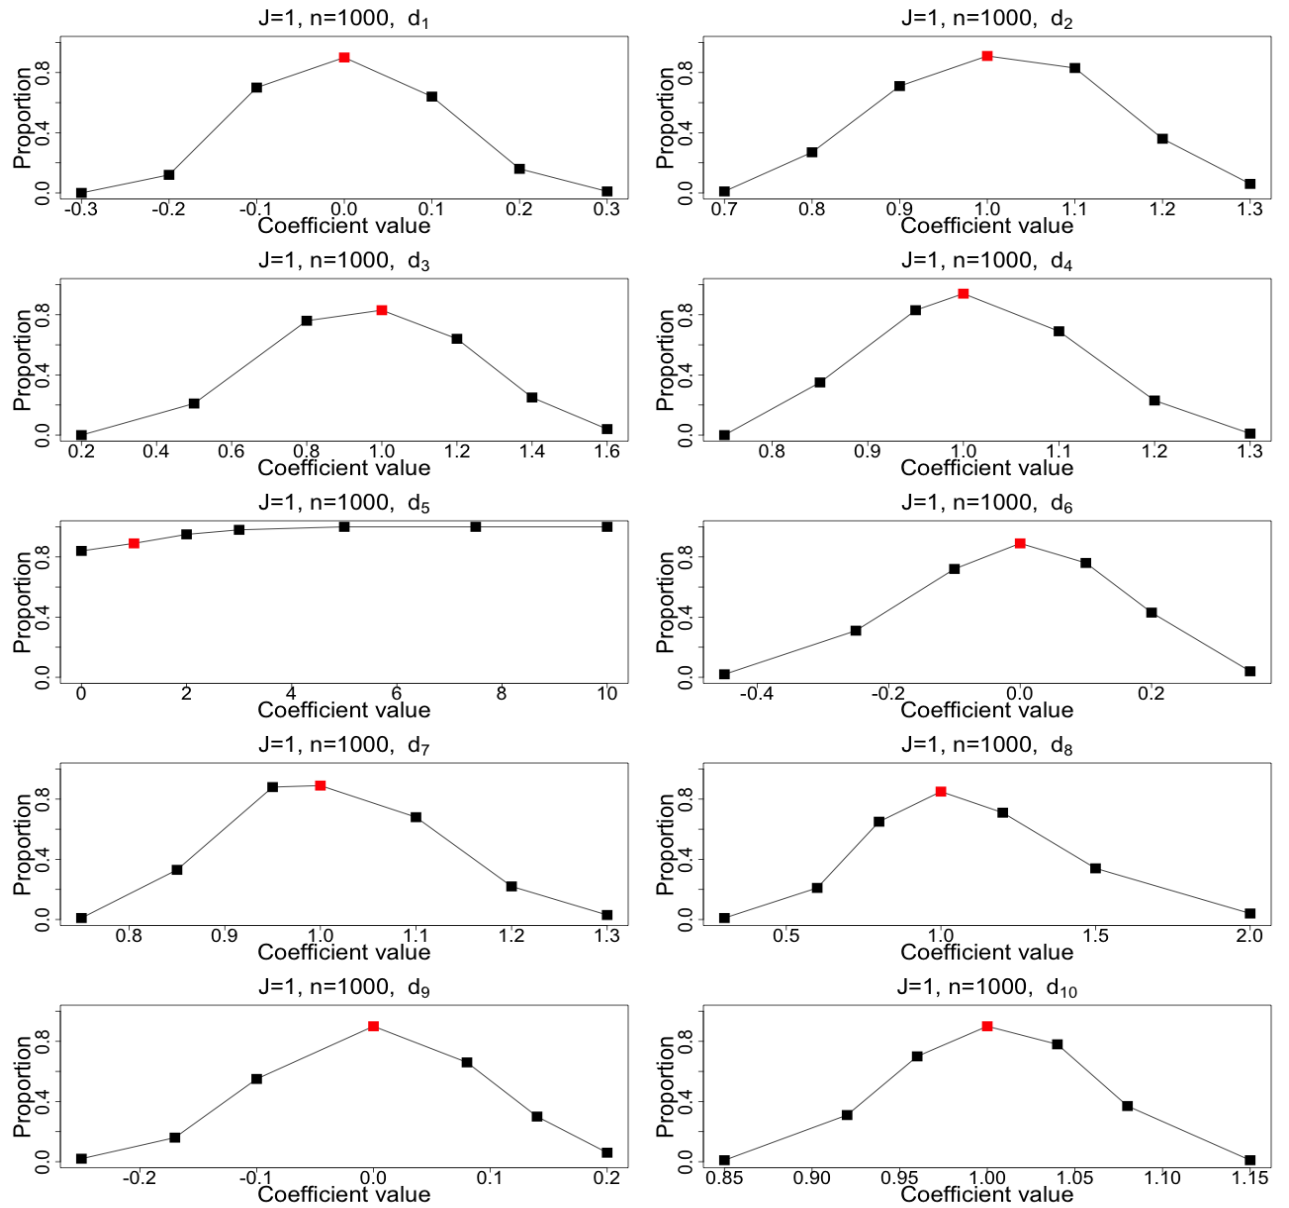 J=1, n=1000, d1
Proportion
0.0 0.4 0.8
-0.3 -0.2 -0.1 0.0 0.1 0.2 0.3
Coefficient value
J=1, n=1000, d2
Proportion
0.0 0.4 0.8
0.7 0.8 0.9 1.0 1.1 1.2 1.3
Coefficient value
J=1, n=1000, d3
Proportion
0.0 0.4 0.8
0.2 0.4 0.6 0.8 1.0 1.2 1.4 1.6
Coefficient value
J=1, n=1000, d4
Proportion
0.0 0.4 0.8
0.8 0.9 1.0 1.1 1.2 1.3
Coefficient value
J=1, n=1000, d5
Proportion
0.0 0.4 0.8
0 2 4 6 8 10
Coefficient value
J=1, n=1000, d6
Proportion
0.0 0.4 0.8
-0.4 -0.2 0.0 0.2
Coefficient value
J=1, n=1000, d7
Proportion
0.0 0.4 0.8
0.8 0.9 1.0 1.1 1.2 1.3
Coefficient value
J=1, n=1000, d8
Proportion
0.0 0.4 0.8
0.5 1.0 1.5 2.0
Coefficient value
J=1, n=1000, d9
Proportion
0.0 0.4 0.8
-0.2 -0.1 0.0 0.1 0.2
Coefficient value
J=1, n=1000, d10
Proportion
0.0 0.4 0.8
0.85 0.90 0.95 1.00 1.05 1.10 1.15
Coefficient value